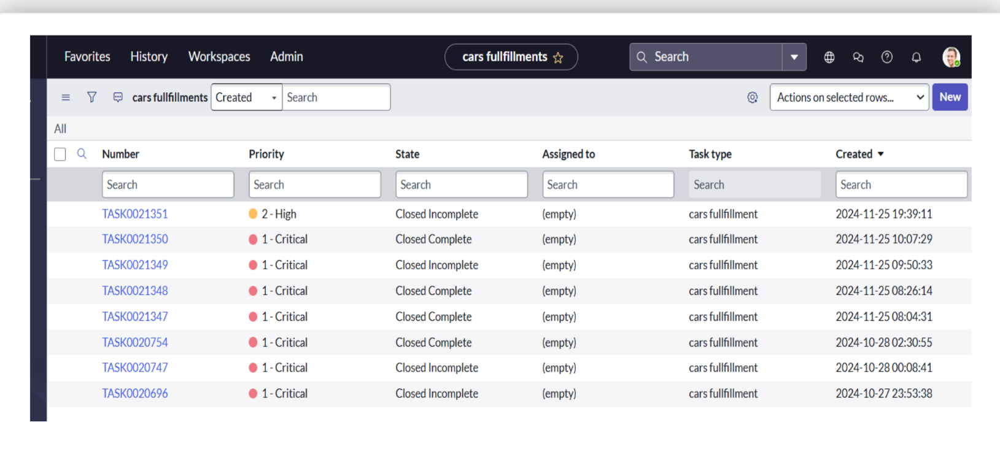 Favorites History Workspaces Admin cars fullfillments Search
cars fullfillments Created Search Actions on selected rows... New
All
Number Priority State Assigned to Task type Created
Search Search Search Search Search Search
TASK0021351 2 - High Closed Incomplete (empty) cars fullfillment 2024-11-25 19:39:11
TASK0021350 1 - Critical Closed Complete (empty) cars fullfillment 2024-11-25 10:07:29
TASK0021349 1 - Critical Closed Incomplete (empty) cars fullfillment 2024-11-25 09:50:33
TASK0021348 1 - Critical Closed Complete (empty) cars fullfillment 2024-11-25 08:26:14
TASK0021347 1 - Critical Closed Complete (empty) cars fullfillment 2024-11-25 08:04:31
TASK0020754 1 - Critical Closed Complete (empty) cars fullfillment 2024-10-28 02:30:55
TASK0020747 1 - Critical Closed Incomplete (empty) cars fullfillment 2024-10-28 00:08:41
TASK0020696 1 - Critical Closed Incomplete (empty) cars fullfillment 2024-10-27 23:53:38